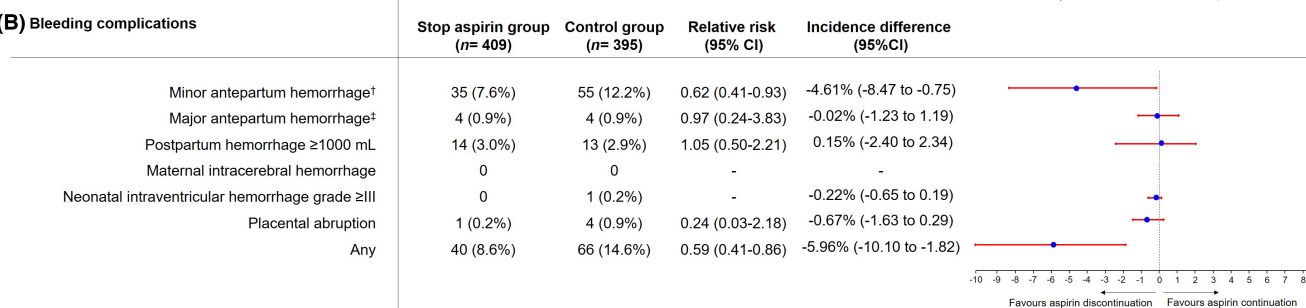 (B) Bleeding complications
Stop aspirin group Control group Relative risk Incidence difference
(n= 409) (n= 395) (95% CI) (95%CI)
Minor antepartum hemorrhage† 35 (7.6%) 55 (12.2%) 0.62 (0.41-0.93) -4.61% (-8.47 to -0.75)
Major antepartum hemorrhage‡ 4 (0.9%) 4 (0.9%) 0.97 (0.24-3.83) -0.02% (-1.23 to 1.19)
Postpartum hemorrhage ≥1000 mL 14 (3.0%) 13 (2.9%) 1.05 (0.50-2.21) 0.15% (-2.40 to 2.34)
Maternal intracerebral hemorrhage 0 0 - -
Neonatal intraventricular hemorrhage grade ≥III 0 1 (0.2%) - -0.22% (-0.65 to 0.19)
Placental abruption 1 (0.2%) 4 (0.9%) 0.24 (0.03-2.18) -0.67% (-1.63 to 0.29)
Any 40 (8.6%) 66 (14.6%) 0.59 (0.41-0.86) -5.96% (-10.10 to -1.82)
-10 -9 -8 -7 -6 -5 -4 -3 -2 -1 0 1 2 3 4 5 6 7 8
Favours aspirin discontinuation Favours aspirin continuation